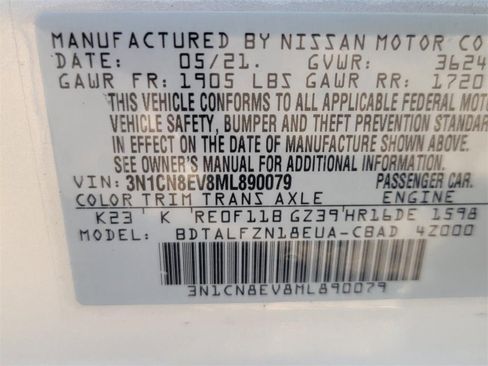 MANUFACTURED BY NISSAN MOTOR CO
DATE: 05/21. GVWR: 3624
GAWR FR: 1905 LBS GAWR RR: 1720
THIS VEHICLE CONFORMS TO ALL APPLICABLE FEDERAL MOTO
VEHICLE SAFETY, BUMPER AND THEFT PREVENTION STANDAR
IN EFFECT ON THE DATE OF MANUFACTURE SHOWN ABOVE.
SEE OWNER'S MANUAL FOR ADDITIONAL INFORMATION.
VIN: 3N1CN8EV8ML890079 PASSENGER CAR.
COLOR TRIM TRANS AXLE ENGINE
K23 K RE0F11B GZ39 HR16DE 1598
MODEL: BDTALFZN18EUA-CBAD 4Z000
3N1CN8EV8ML890079